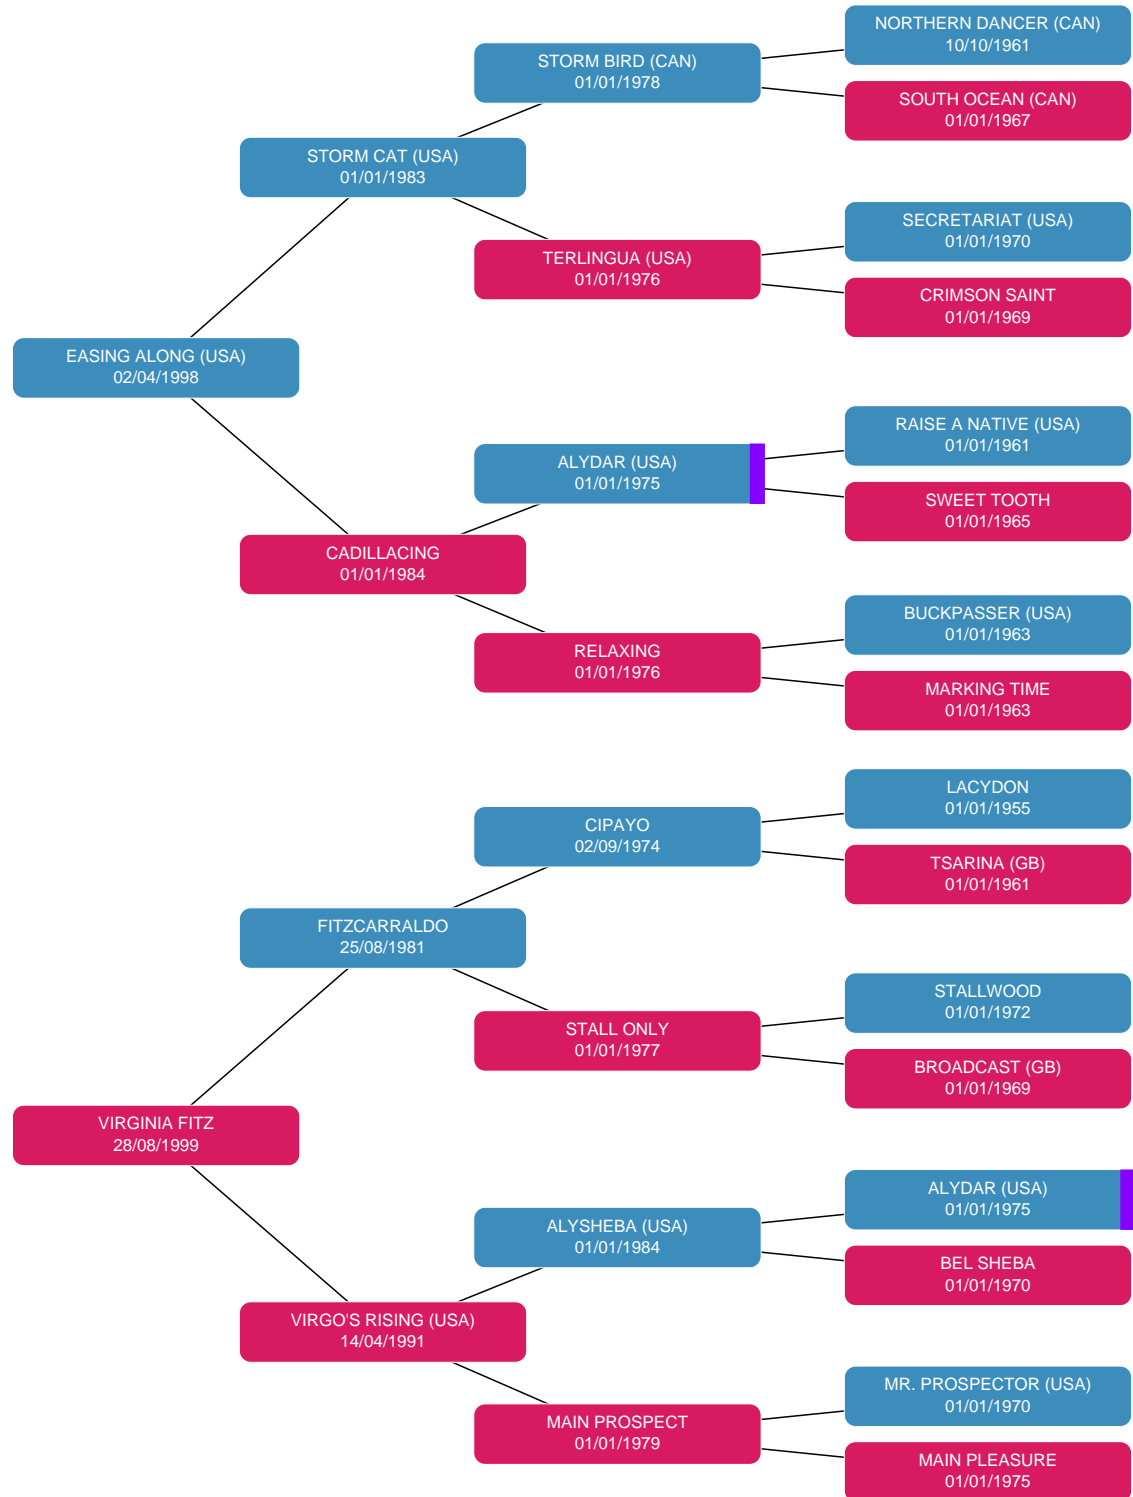 NORTHERN DANCER (CAN)
10/10/1961
STORM BIRD (CAN)
01/01/1978
SOUTH OCEAN (CAN)
01/01/1967
STORM CAT (USA)
01/01/1983
SECRETARIAT (USA)
01/01/1970
TERLINGUA (USA)
01/01/1976
CRIMSON SAINT
01/01/1969
EASING ALONG (USA)
02/04/1998
RAISE A NATIVE (USA)
01/01/1961
ALYDAR (USA)
01/01/1975
SWEET TOOTH
01/01/1965
CADILLACING
01/01/1984
BUCKPASSER (USA)
01/01/1963
RELAXING
01/01/1976
MARKING TIME
01/01/1963
LACYDON
01/01/1955
CIPAYO
02/09/1974
TSARINA (GB)
01/01/1961
FITZCARRALDO
25/08/1981
STALLWOOD
01/01/1972
STALL ONLY
01/01/1977
BROADCAST (GB)
01/01/1969
VIRGINIA FITZ
28/08/1999
ALYDAR (USA)
01/01/1975
ALYSHEBA (USA)
01/01/1984
BEL SHEBA
01/01/1970
VIRGO'S RISING (USA)
14/04/1991
MR. PROSPECTOR (USA)
01/01/1970
MAIN PROSPECT
01/01/1979
MAIN PLEASURE
01/01/1975